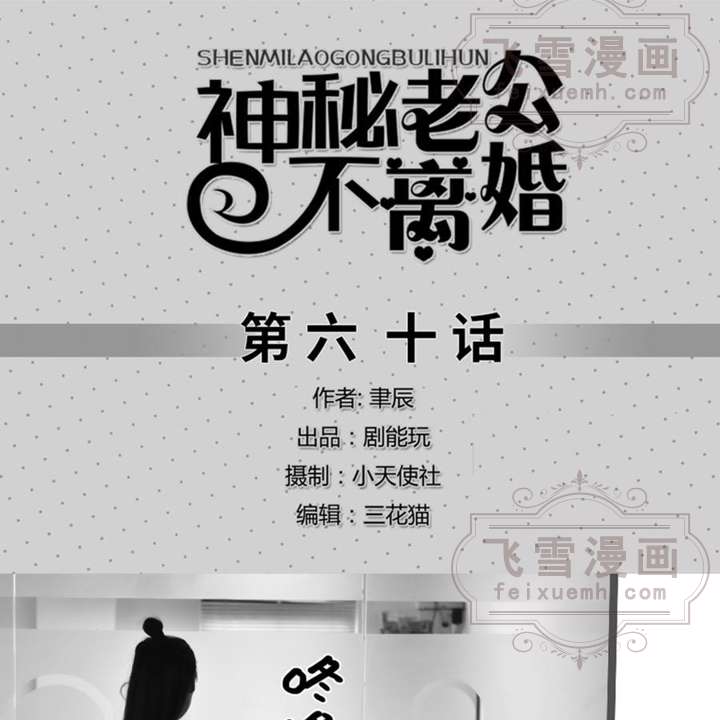 SHENMILAOGONGBULIHUN
神秘老公
不离婚
飞雪漫画
feixuemh.com
第六十话
作者: 聿辰
出品：剧能玩
摄制：小天使社
编辑：三花猫
飞雪漫画
feixuemh.com
咚